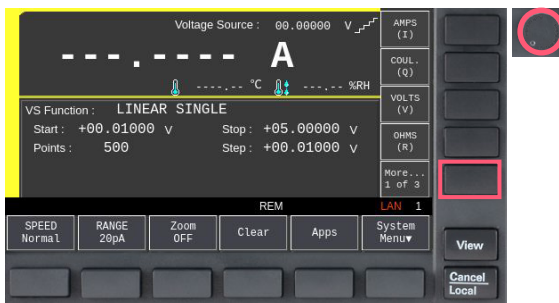 Voltage Source : 00.00000 V
AMPS
(I)
---.---- A
COUL.
(Q)
----.-- °C ---.-- %RH
VOLTS
(V)
VS Function : LINEAR SINGLE
Start : +00.01000 V Stop : +05.00000 V
OHMS
(R)
Points : 500 Step : +00.01000 V
More...
1 of 3
REM LAN 1
SPEED
Normal
RANGE
20pA
Zoom
OFF
Clear
Apps
System
Menu▼
View
Cancel
Local